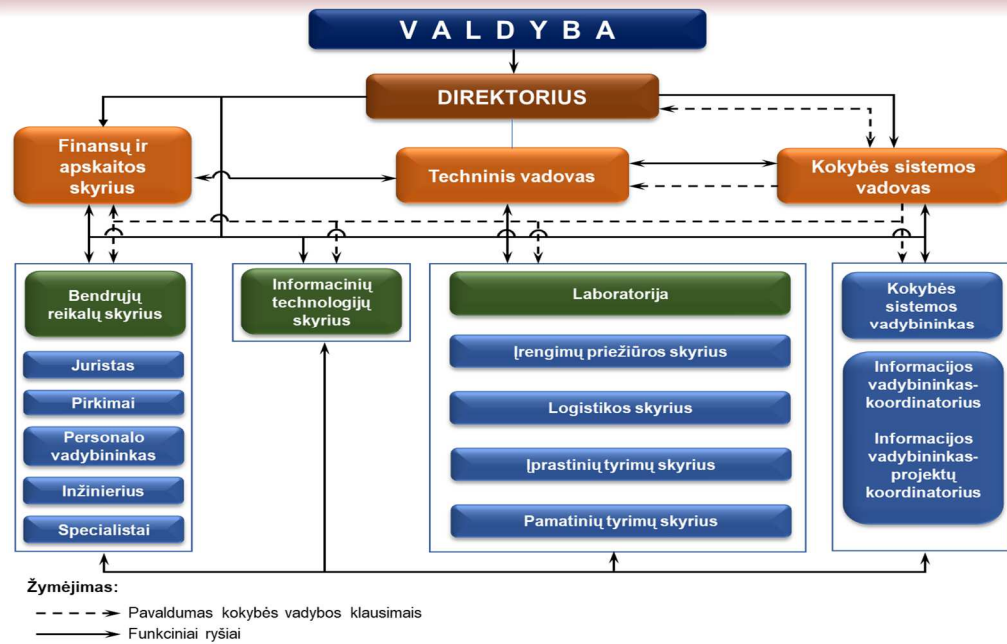 VALDYBA
DIREKTORIUS
Finansų ir
apskaitos
skyrius
Techninis vadovas
Kokybės sistemos
vadovas
Bendrųjų
reikalų skyrius
Juristas
Pirkimai
Personalo
vadybininkas
Inžinierius
Specialistai
Informacinių
technologijų
skyrius
Laboratorija
Įrengimų priežiūros skyrius
Logistikos skyrius
Įprastinių tyrimų skyrius
Pamatinių tyrimų skyrius
Kokybės
sistemos
vadybininkas
Informacijos
vadybininkas-
koordinatorius
Informacijos
vadybininkas-
projektų
koordinatorius
Žymėjimas:
Pavaldumas kokybės vadybos klausimais
Funkciniai ryšiai